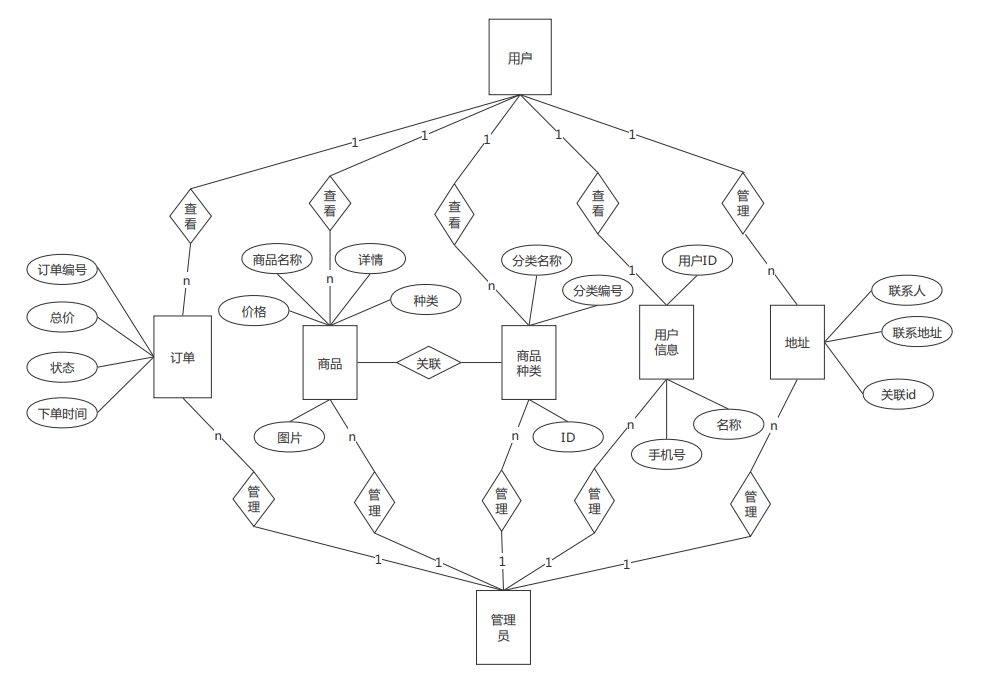 用户
1
1
1
1
1
查
看
查
看
查
看
查
看
管
理
n
n
n
1
n
订单编号
总价
状态
下单时间
订单
商品名称
详情
价格
种类
商品
图片
关联
分类名称
分类编号
商品
种类
ID
用户ID
用户
信息
名称
手机号
地址
联系人
联系地址
关联id
n
n
n
n
n
管
理
管
理
管
理
管
理
管
理
1
1
1
1
1
管理
员